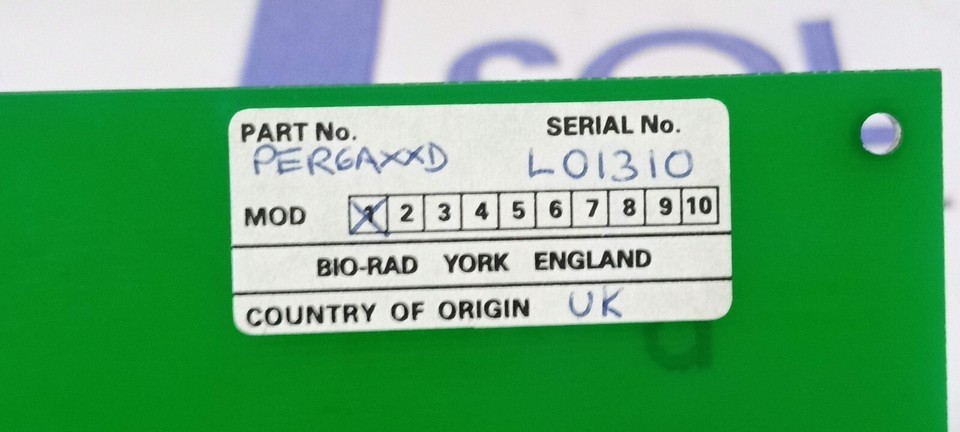 PART No. SERIAL No.
PERGAXXD L01310
MOD 1 2 3 4 5 6 7 8 9 10
BIO-RAD YORK ENGLAND
COUNTRY OF ORIGIN UK